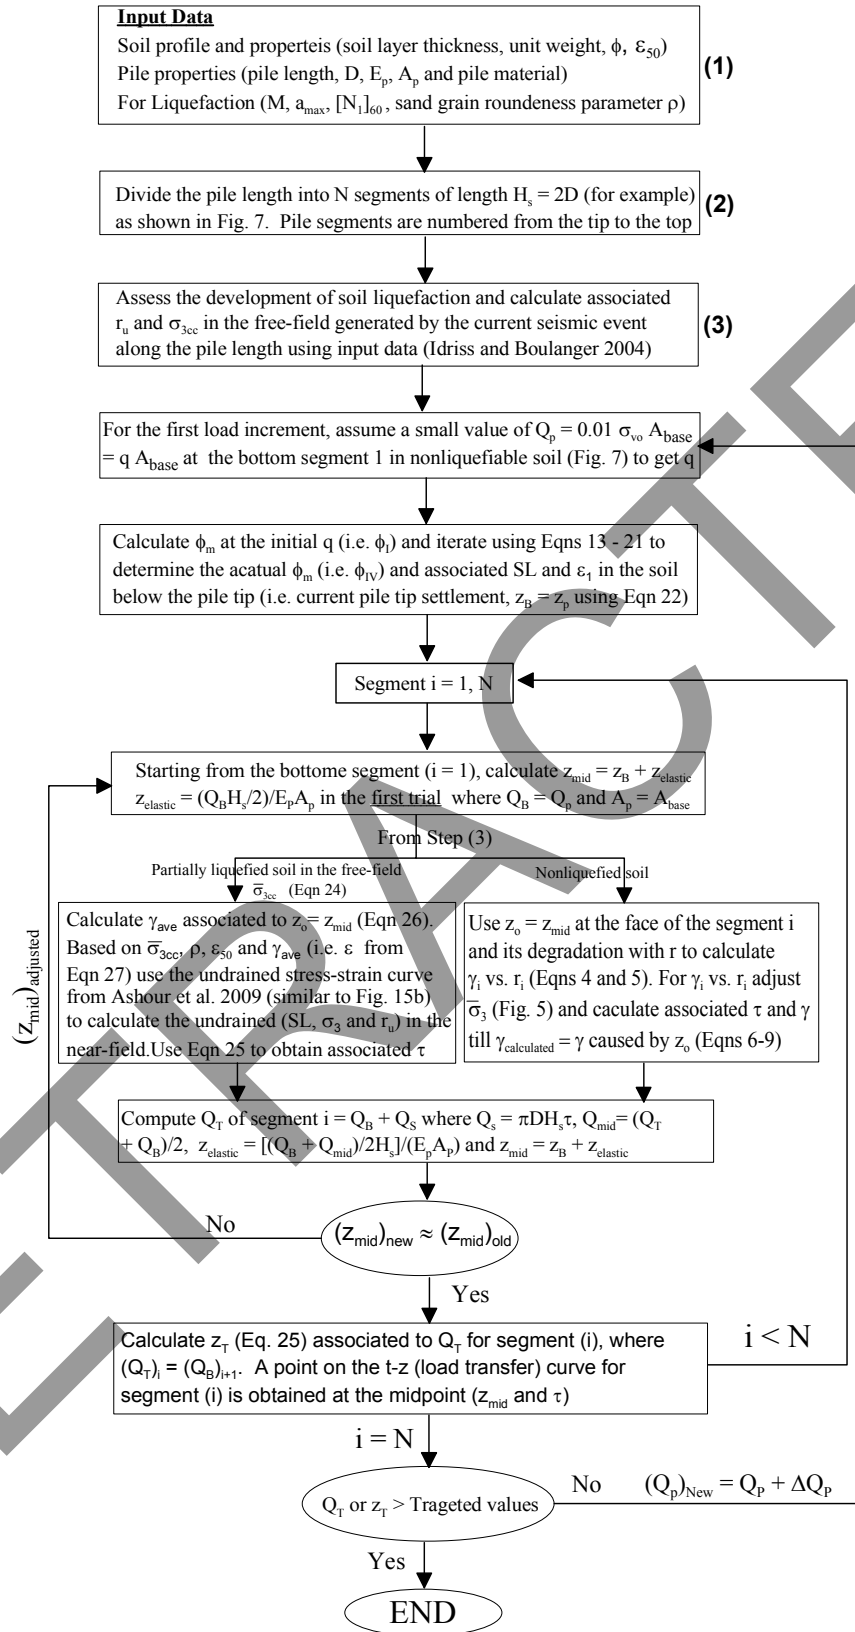 Input Data
Soil profile and properteis (soil layer thickness, unit weight, ϕ, ε50)
Pile properties (pile length, D, Ep, Ap and pile material)
For Liquefaction (M, amax, [N1]60, sand grain roundeness parameter ρ)
(1)
Divide the pile length into N segments of length Hs = 2D (for example)
as shown in Fig. 7. Pile segments are numbered from the tip to the top
(2)
Assess the development of soil liquefaction and calculate associated
ru and σ3cc in the free-field generated by the current seismic event
along the pile length using input data (Idriss and Boulanger 2004)
(3)
For the first load increment, assume a small value of Qp = 0.01 σvo Abase
= q Abase at the bottom segment 1 in nonliquefiable soil (Fig. 7) to get q
Calculate ϕm at the initial q (i.e. ϕI) and iterate using Eqns 13 - 21 to
determine the acatual ϕm (i.e. ϕIV) and associated SL and ε1 in the soil
below the pile tip (i.e. current pile tip settlement, zB = zp using Eqn 22)
Segment i = 1, N
Starting from the bottome segment (i = 1), calculate zmid = zB + zelastic
zelastic = (QBHs/2)/EPAp in the first trial where QB = Qp and Ap = Abase
From Step (3)
Partially liquefied soil in the free-field
σ̅3cc (Eqn 24)
Nonliquefied soil
Calculate γave associated to zo= zmid (Eqn 26).
Based on σ̅3cc, ρ, ε50 and γave (i.e. ε from
Eqn 27) use the undrained stress-strain curve
from Ashour et al. 2009 (similar to Fig. 15b)
to calculate the undrained (SL, σ3 and ru) in the
near-field.Use Eqn 25 to obtain associated τ
Use zo = zmid at the face of the segment i
and its degradation with r to calculate
γi vs. ri (Eqns 4 and 5). For γi vs. ri adjust
σ̅3 (Fig. 5) and caculate associated τ and γ
till γcalculated = γ caused by zo (Eqns 6-9)
(zmid)adjusted
Compute QT of segment i = QB + QS where Qs = πDHsτ, Qmid= (QT
+ QB)/2, zelastic = [(QB + Qmid)/2Hs]/(EpAP) and zmid = zB + zelastic
No
(zmid)new ≈ (zmid)old
Yes
Calculate zT (Eq. 25) associated to QT for segment (i), where
(QT)i = (QB)i+1. A point on the t-z (load transfer) curve for
segment (i) is obtained at the midpoint (zmid and τ)
i < N
i = N
QT or zT > Trageted values
No (Qp)New = QP + ΔQP
Yes
END
RETRACTED